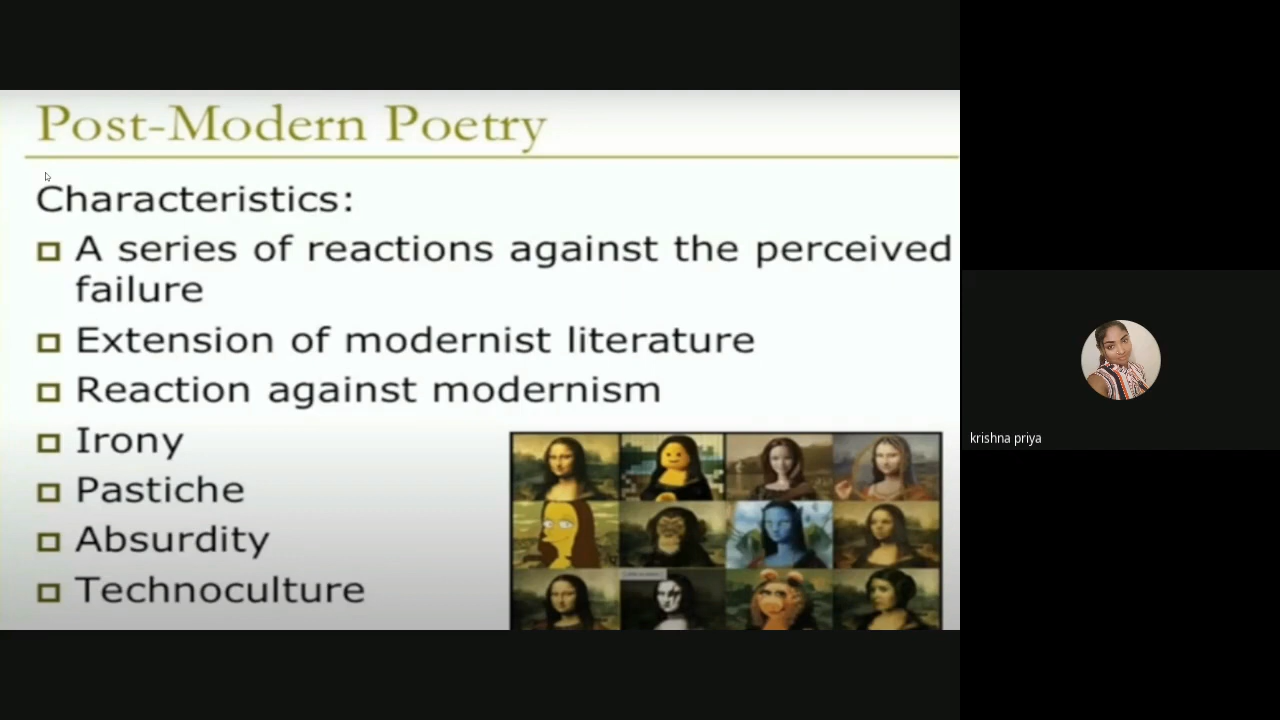 Post-Modern Poetry
Characteristics:
A series of reactions against the perceived
failure
Extension of modernist literature
Reaction against modernism
Irony
Pastiche
Absurdity
Technoculture
krishna priya